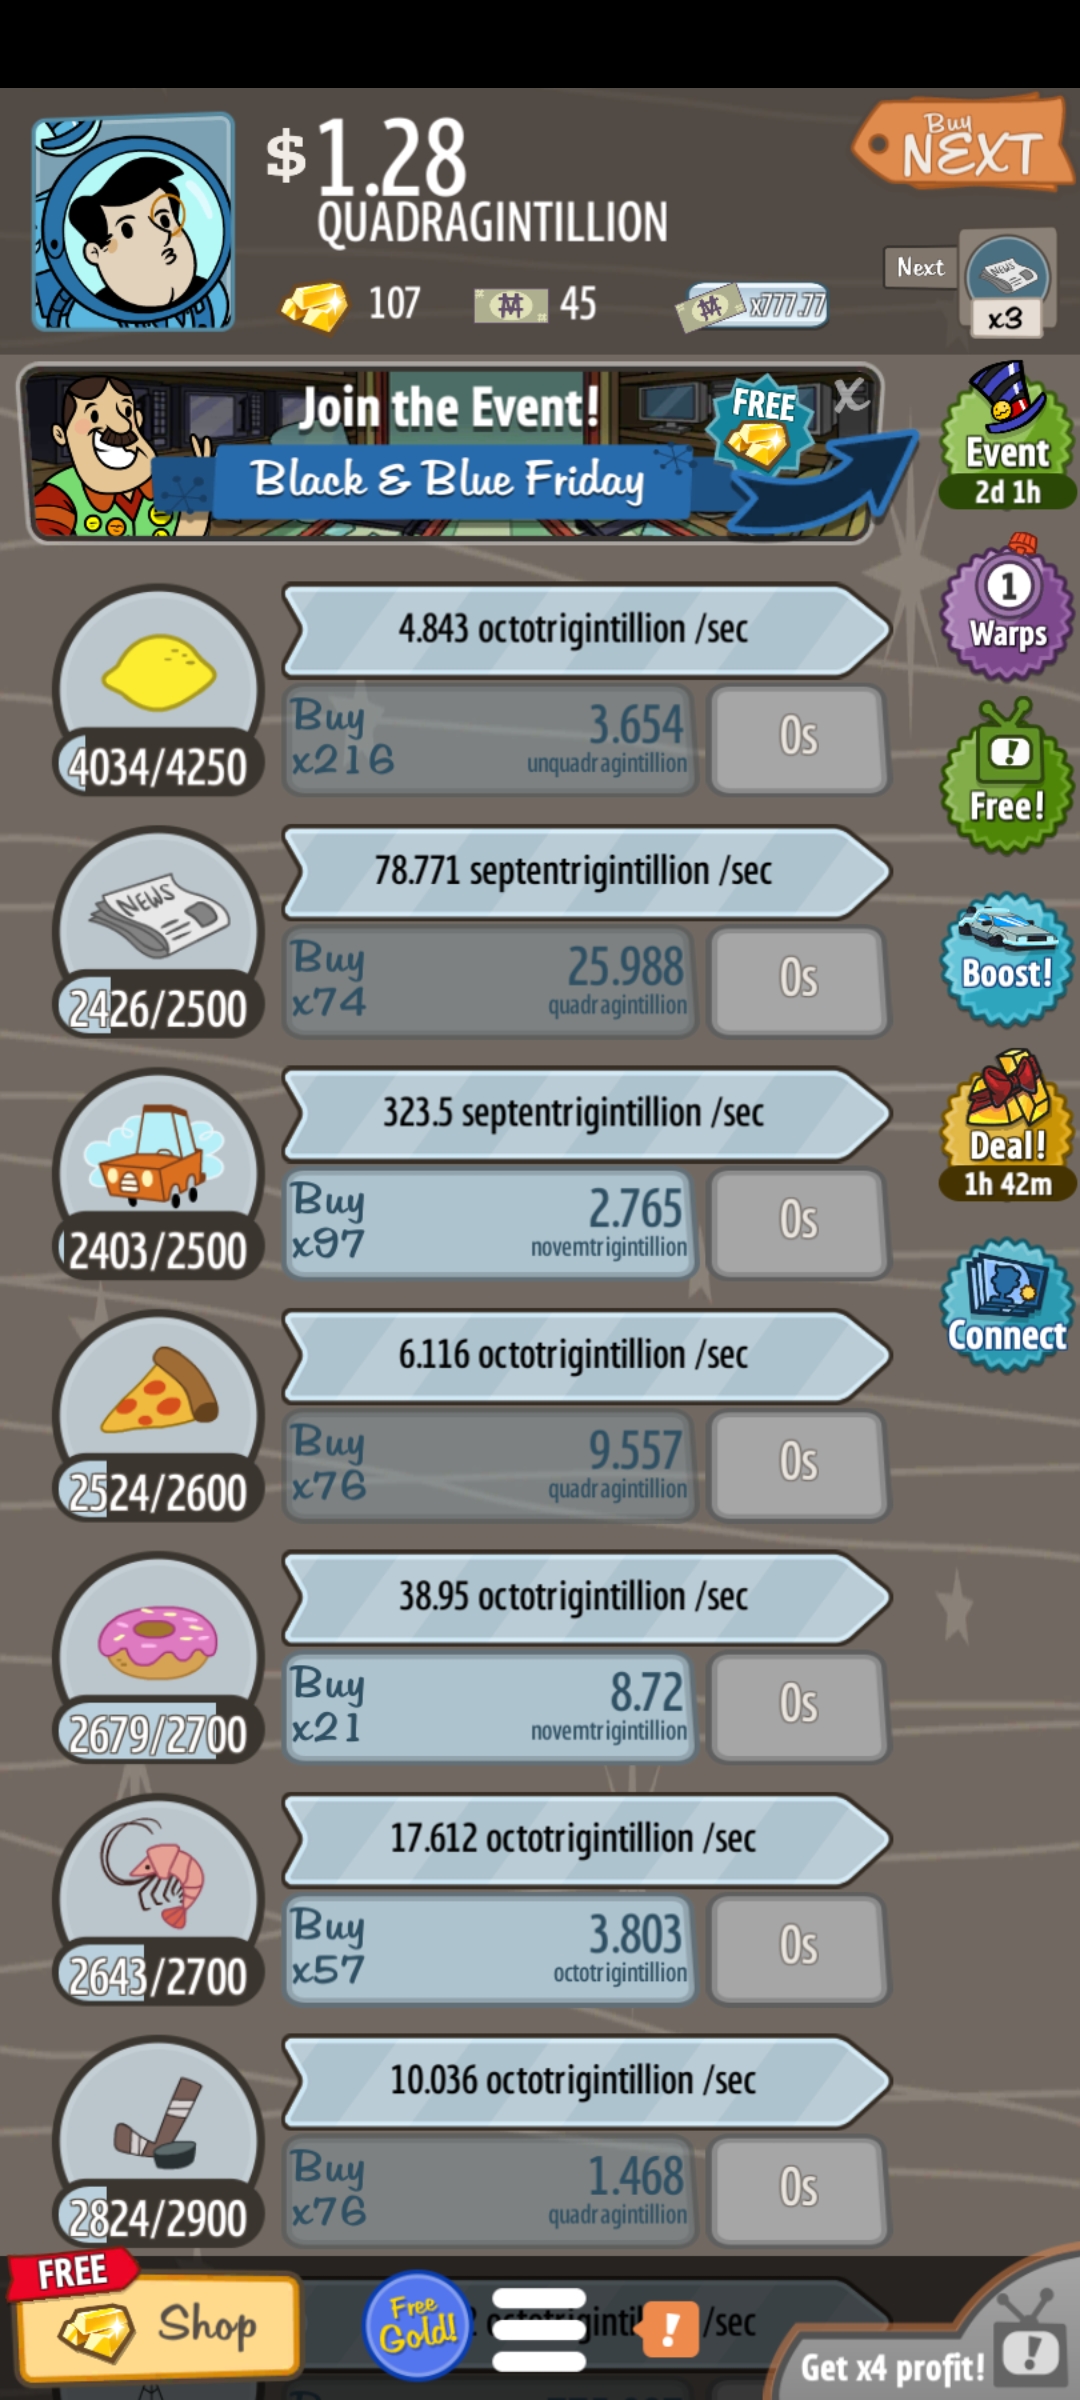 $1.28
QUADRAGINTILLION
Buy
NEXT
107
45
x777.77
Next
NEWS
x3
Join the Event!
FREE
X
Black & Blue Friday
Event
2d 1h
4.843 octotrigintillion /sec
Buy
x216
3.654
unquadragintillion
0s
4034/4250
1
Warps
78.771 septentrigintillion /sec
NEWS
Buy
x74
25.988
quadragintillion
0s
2426/2500
!
Free!
Boost!
323.5 septentrigintillion /sec
Buy
x97
2.765
novemtrigintillion
0s
2403/2500
Deal!
1h 42m
6.116 octotrigintillion /sec
Buy
x76
9.557
quadragintillion
0s
2524/2600
Connect
38.95 octotrigintillion /sec
Buy
x21
8.72
novemtrigintillion
0s
2679/2700
17.612 octotrigintillion /sec
Buy
x57
3.803
octotrigintillion
0s
2643/2700
10.036 octotrigintillion /sec
Buy
x76
1.468
quadragintillion
0s
2824/2900
FREE
Shop
Free
Gold!
!
/sec
Get x4 profit!
!